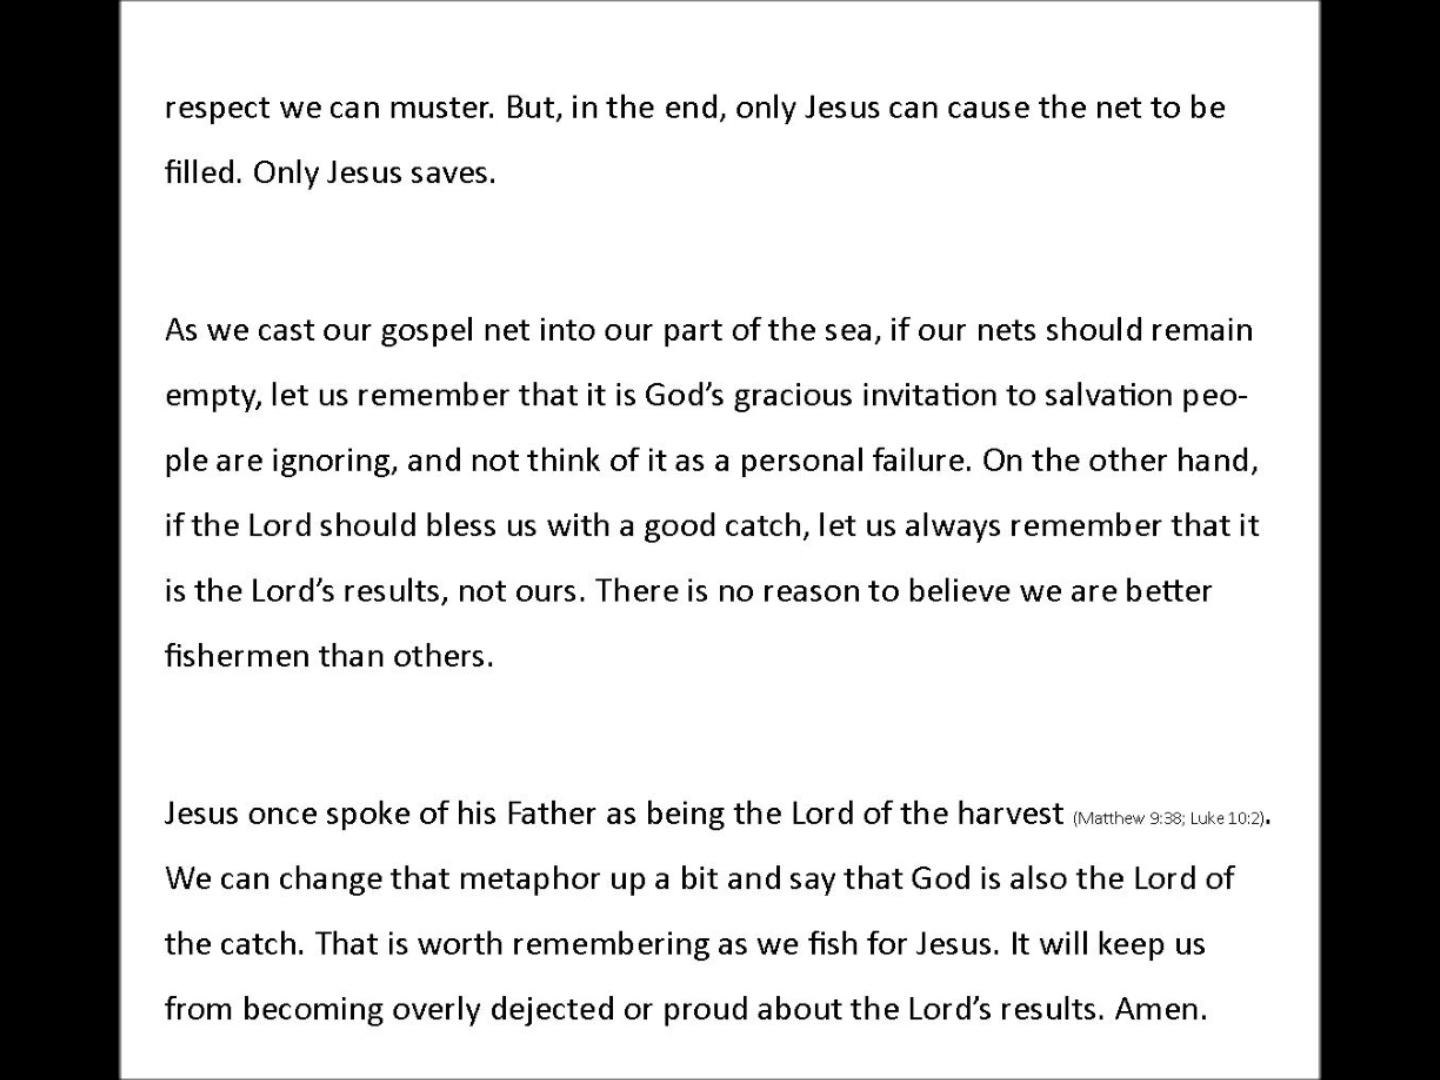 respect we can muster. But, in the end, only Jesus can cause the net to be
filled. Only Jesus saves.
As we cast our gospel net into our part of the sea, if our nets should remain
empty, let us remember that it is God’s gracious invitation to salvation peo-
ple are ignoring, and not think of it as a personal failure. On the other hand,
if the Lord should bless us with a good catch, let us always remember that it
is the Lord’s results, not ours. There is no reason to believe we are better
fishermen than others.
Jesus once spoke of his Father as being the Lord of the harvest (Matthew 9:38; Luke 10:2).
We can change that metaphor up a bit and say that God is also the Lord of
the catch. That is worth remembering as we fish for Jesus. It will keep us
from becoming overly dejected or proud about the Lord’s results. Amen.